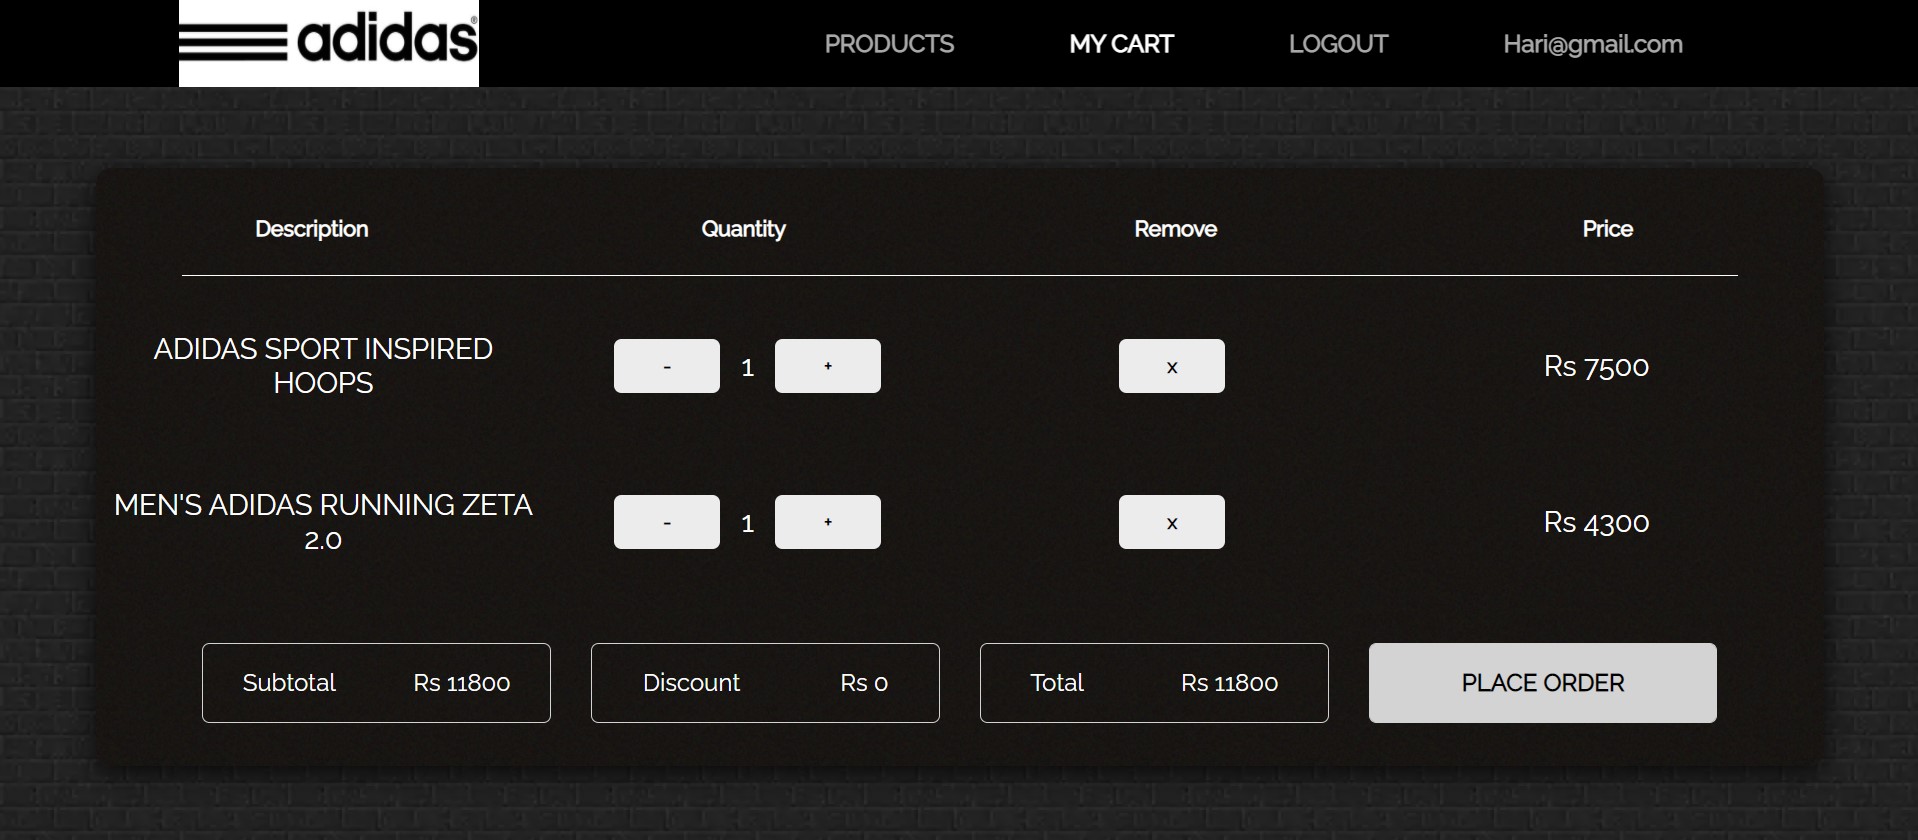 adidas®
PRODUCTS
MY CART
LOGOUT
Hari@gmail.com
Description
Quantity
Remove
Price
ADIDAS SPORT INSPIRED
HOOPS
- 1 +
x
Rs 7500
MEN'S ADIDAS RUNNING ZETA
2.0
- 1 +
x
Rs 4300
Subtotal Rs 11800
Discount Rs 0
Total Rs 11800
PLACE ORDER